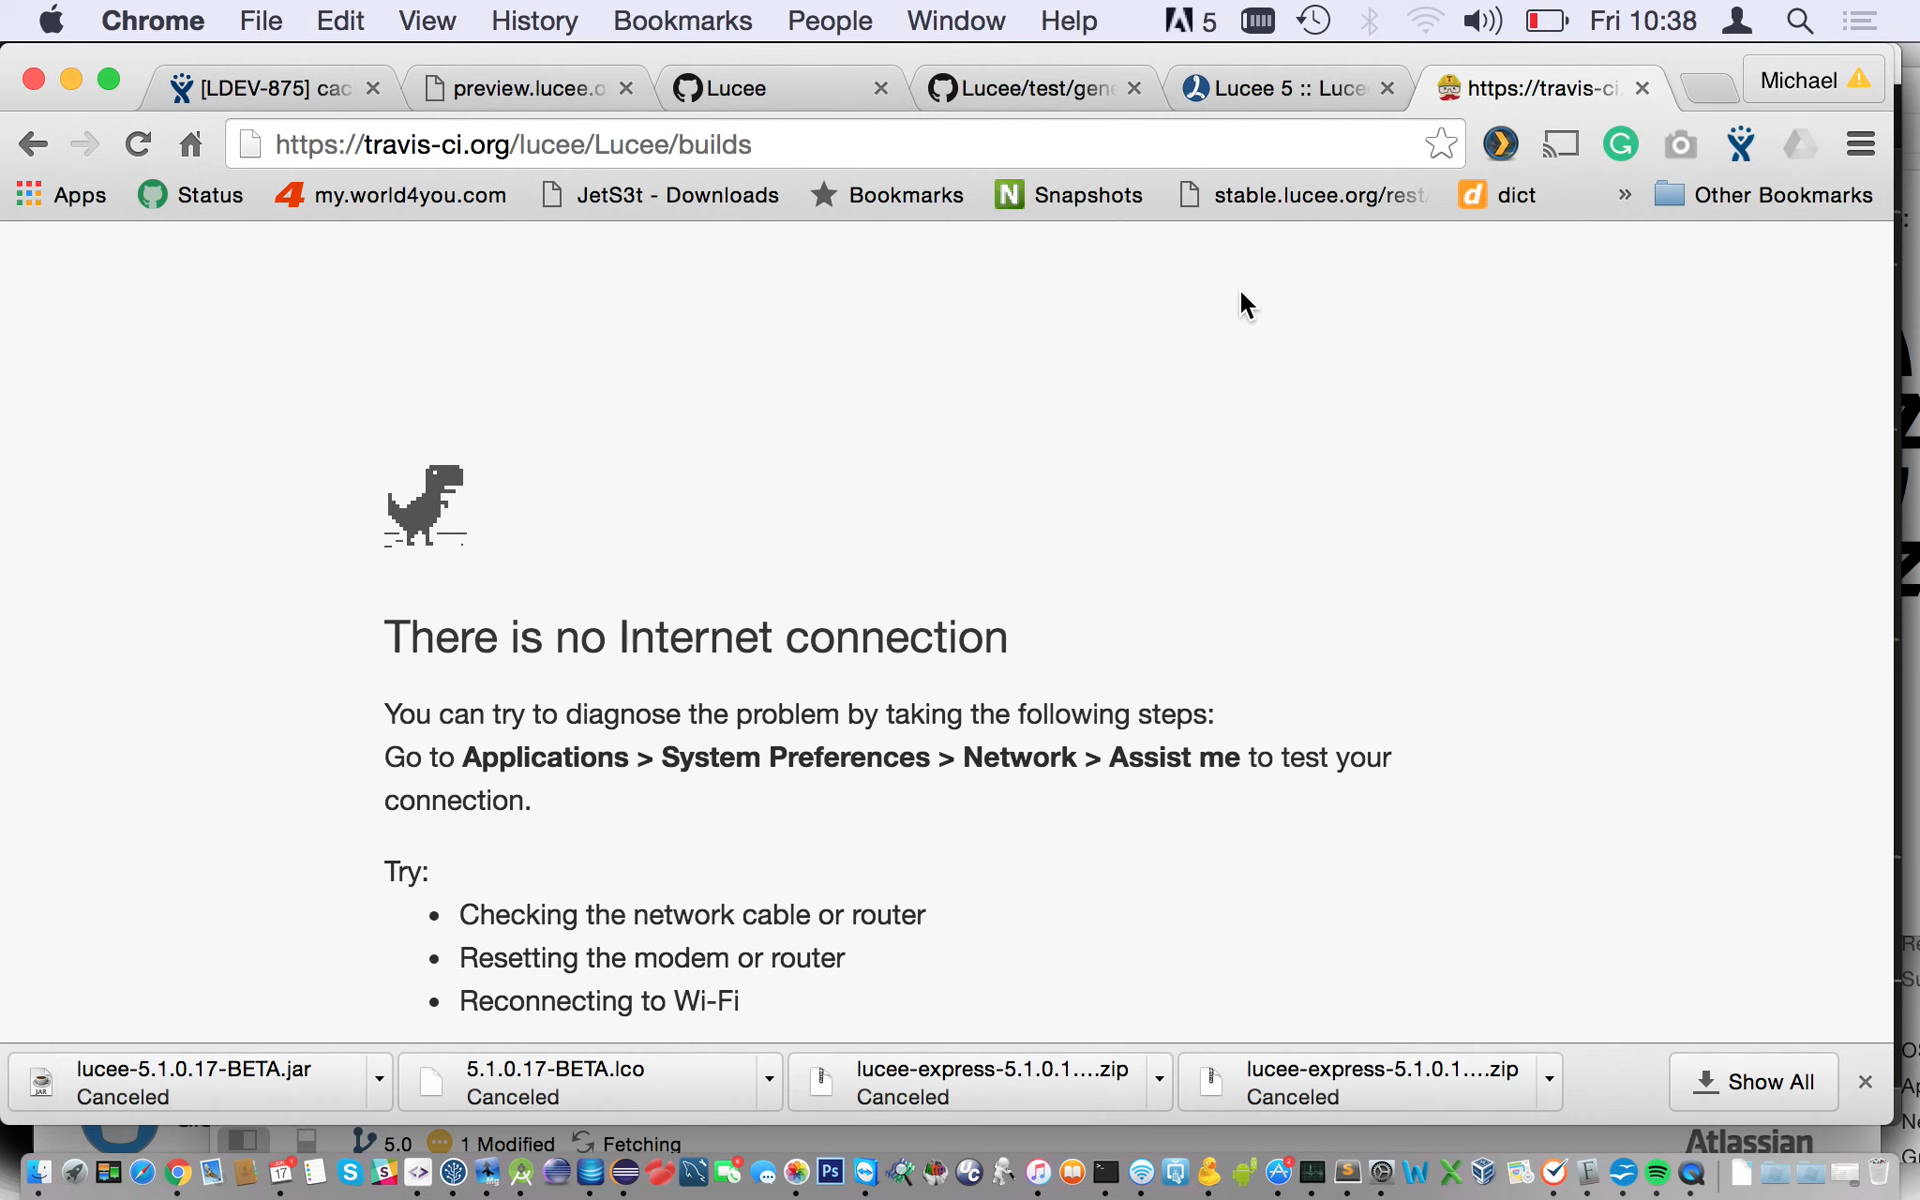 Chrome File Edit View History Bookmarks People Window Help 5 Fri 10:38
[LDEV-875] cac preview.lucee.o Lucee Lucee/test/gene Lucee 5 :: Luce https://travis-ci. Michael
https://travis-ci.org/lucee/Lucee/builds
Apps Status my.world4you.com JetS3t - Downloads Bookmarks Snapshots stable.lucee.org/rest. dict » Other Bookmarks
There is no Internet connection
You can try to diagnose the problem by taking the following steps:
Go to Applications > System Preferences > Network > Assist me to test your
connection.
Try:
• Checking the network cable or router
• Resetting the modem or router
• Reconnecting to Wi-Fi
lucee-5.1.0.17-BETA.jar 5.1.0.17-BETA.lco lucee-express-5.1.0.1....zip lucee-express-5.1.0.1....zip Show All
Canceled Canceled Canceled Canceled
5.0 1 Modified Fetching Atlassian